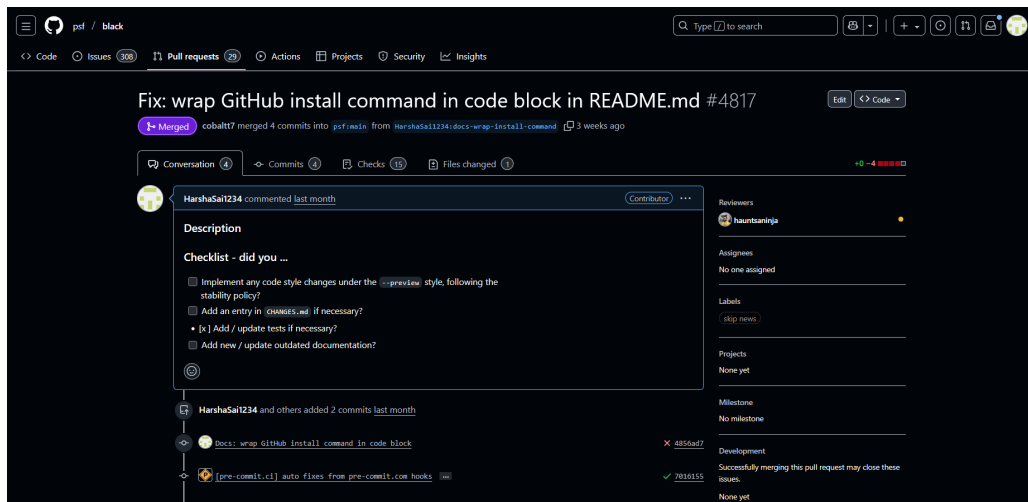 psf / black
Type / to search
Code Issues 308 Pull requests 29 Actions Projects Security Insights
Fix: wrap GitHub install command in code block in README.md #4817
Edit Code
Merged cobaltt7 merged 4 commits into psf:main from HarshaSai1234:docs-wrap-install-command 3 weeks ago
Conversation 4 Commits 4 Checks 15 Files changed 1 +0 −4
HarshaSai1234 commented last month Contributor
Description
Checklist - did you ...
Implement any code style changes under the --preview style, following the
stability policy?
Add an entry in CHANGES.md if necessary?
• [x ] Add / update tests if necessary?
Add new / update outdated documentation?
HarshaSai1234 and others added 2 commits last month
Docs: wrap GitHub install command in code block 4856ad7
[pre-commit.ci] auto fixes from pre-commit.com hooks ... 7016155
Reviewers
hauntsaninja
Assignees
No one assigned
Labels
skip news
Projects
None yet
Milestone
No milestone
Development
Successfully merging this pull request may close these
issues.
None yet